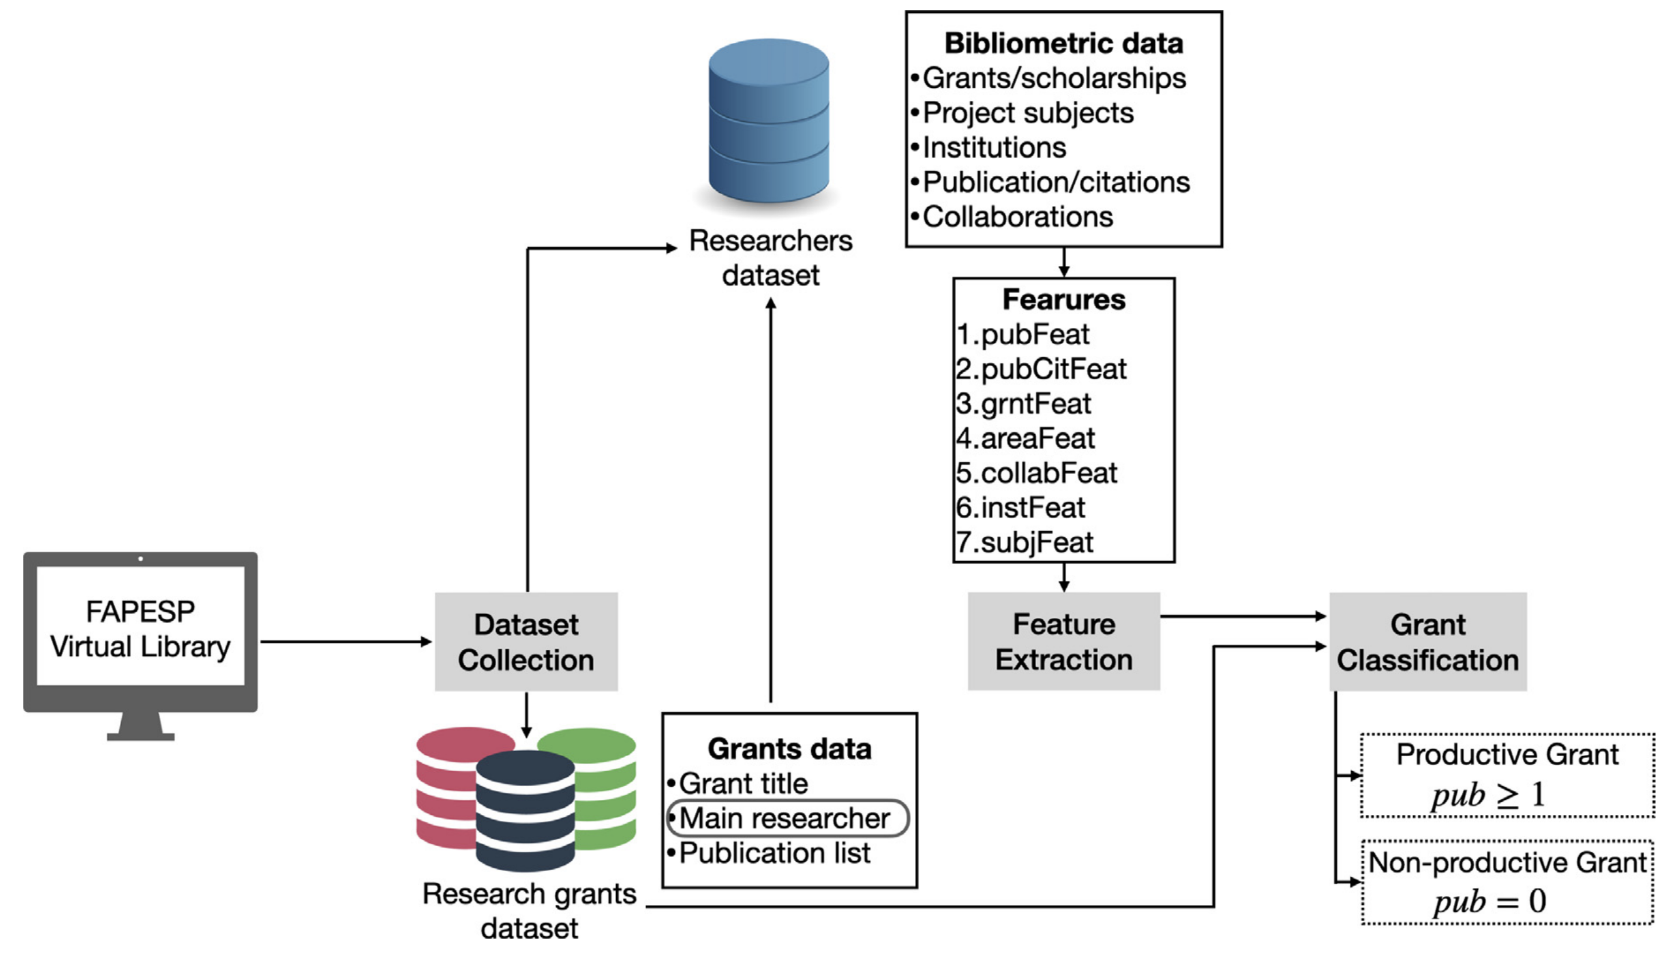 Bibliometric data
•Grants/scholarships
•Project subjects
•Institutions
•Publication/citations
•Collaborations
Researchers
dataset
Fearures
1.pubFeat
2.pubCitFeat
3.grntFeat
4.areaFeat
5.collabFeat
6.instFeat
7.subjFeat
FAPESP
Virtual Library
Dataset
Collection
Feature
Extraction
Grant
Classification
Grants data
•Grant title
•Main researcher
•Publication list
Research grants
dataset
Productive Grant
pub ≥ 1
Non-productive Grant
pub = 0